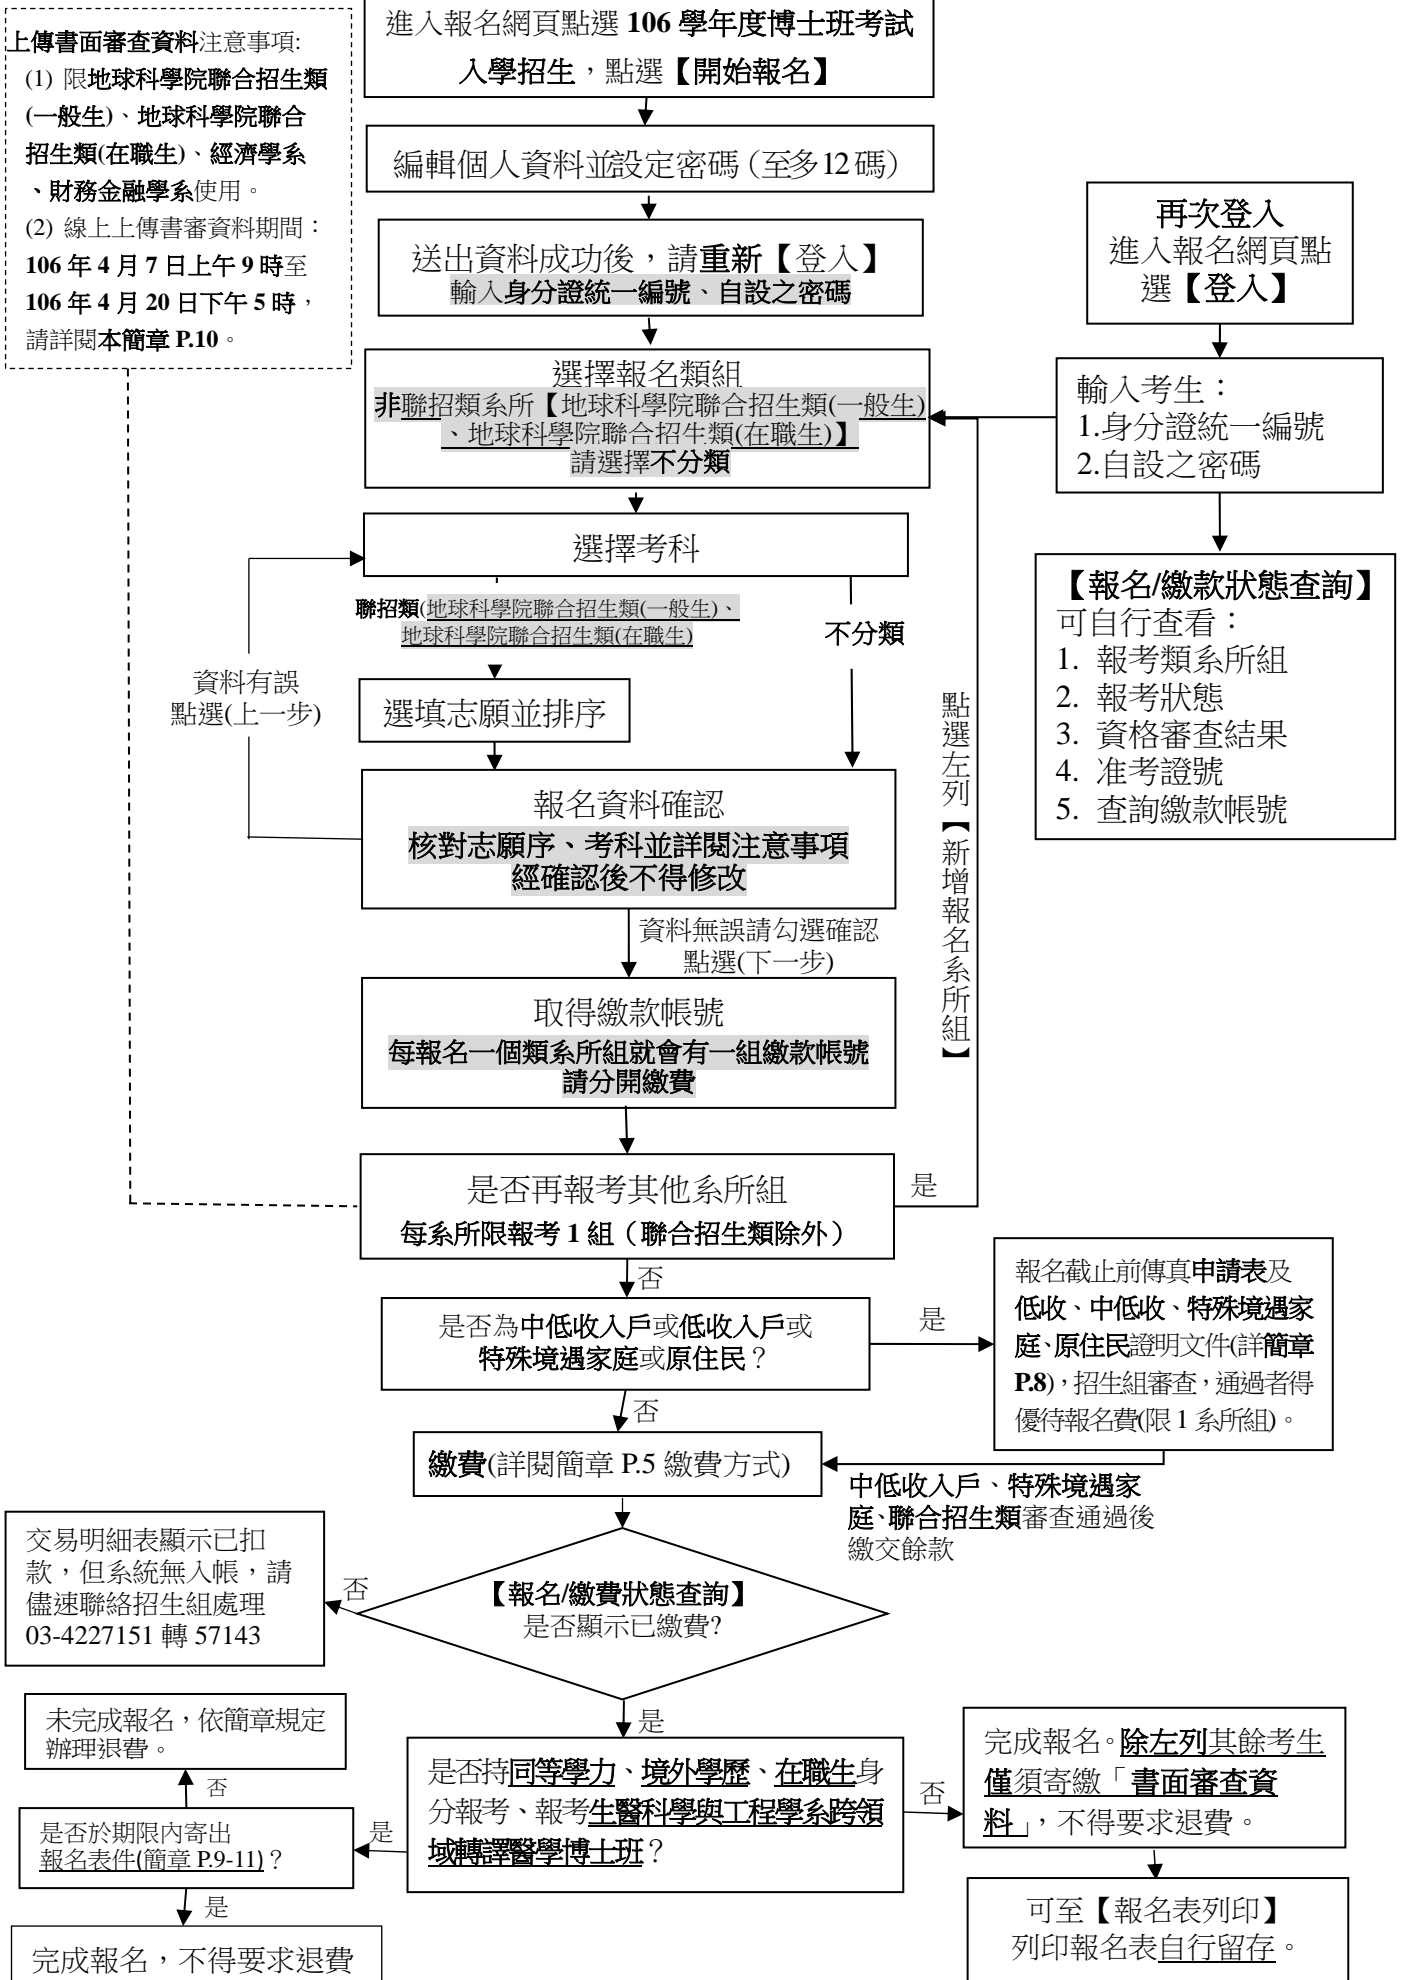 進入報名網頁點選 106 學年度博士班考試
入學招生，點選【開始報名】
上傳書面審查資料注意事項:
(1) 限地球科學院聯合招生類
(一般生)、地球科學院聯合
招生類(在職生)、經濟學系
、財務金融學系使用。
(2) 線上上傳書審資料期間：
106 年 4 月 7 日上午 9 時至
106 年 4 月 20 日下午 5 時，
請詳閱本簡章 P.10。
編輯個人資料並設定密碼（至多12 碼）
送出資料成功後，請重新【登入】
輸入身分證統一編號、自設之密碼
再次登入
進入報名網頁點
選【登入】
選擇報名類組
非聯招類系所【地球科學院聯合招生類(一般生)
、地球科學院聯合招生類(在職生)】
請選擇不分類
輸入考生：
1.身分證統一編號
2.自設之密碼
選擇考科
聯招類(地球科學院聯合招生類(一般生)、
地球科學院聯合招生類(在職生)
不分類
【報名/繳款狀態查詢】
可自行查看：
1. 報考類系所組
2. 報考狀態
3. 資格審查結果
4. 准考證號
5. 查詢繳款帳號
資料有誤
點選(上一步)
選填志願並排序
點選左列【新增報名系所組】
報名資料確認
核對志願序、考科並詳閱注意事項
經確認後不得修改
資料無誤請勾選確認
點選(下一步)
取得繳款帳號
每報名一個類系所組就會有一組繳款帳號
請分開繳費
是否再報考其他系所組
每系所限報考 1 組（聯合招生類除外）
是
否
是否為中低收入戶或低收入戶或
特殊境遇家庭或原住民？
是
報名截止前傳真申請表及
低收、中低收、特殊境遇家
庭、原住民證明文件(詳簡章
P.8)，招生組審查，通過者得
優待報名費(限 1 系所組)。
否
繳費(詳閱簡章 P.5 繳費方式)
中低收入戶、特殊境遇家
庭、聯合招生類審查通過後
繳交餘款
交易明細表顯示已扣
款，但系統無入帳，請
儘速聯絡招生組處理
03-4227151 轉 57143
否
【報名/繳費狀態查詢】
是否顯示已繳費?
是
未完成報名，依簡章規定
辦理退費。
否
是否於期限內寄出
報名表件(簡章 P.9-11)？
是
是否持同等學力、境外學歷、在職生身
分報考、報考生醫科學與工程學系跨領
域轉譯醫學博士班？
否
完成報名。除左列其餘考生
僅須寄繳「書面審查資
料」，不得要求退費。
是
完成報名，不得要求退費
可至【報名表列印】
列印報名表自行留存。